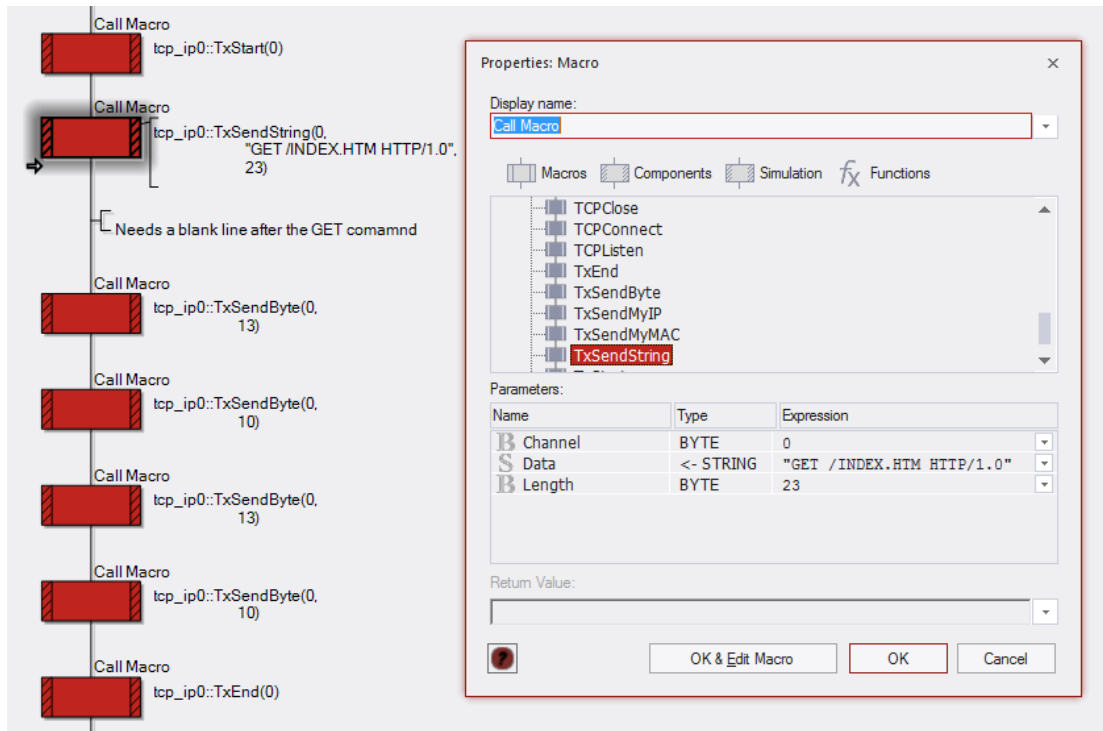 Call Macro
tcp_ip0::TxStart(0)
Call Macro
tcp_ip0::TxSendString(0,
"GET /INDEX.HTM HTTP/1.0",
23)
Needs a blank line after the GET comamnd
Call Macro
tcp_ip0::TxSendByte(0,
13)
Call Macro
tcp_ip0::TxSendByte(0,
10)
Call Macro
tcp_ip0::TxSendByte(0,
13)
Call Macro
tcp_ip0::TxSendByte(0,
10)
Call Macro
tcp_ip0::TxEnd(0)
Properties: Macro
Display name:
Call Macro
Macros Components Simulation fx Functions
TCPClose
TCPConnect
TCPListen
TxEnd
TxSendByte
TxSendMyIP
TxSendMyMAC
TxSendString
Parameters:
Name Type Expression
B Channel BYTE 0
S Data <- STRING "GET /INDEX.HTM HTTP/1.0"
B Length BYTE 23
Return Value:
? OK & Edit Macro OK Cancel